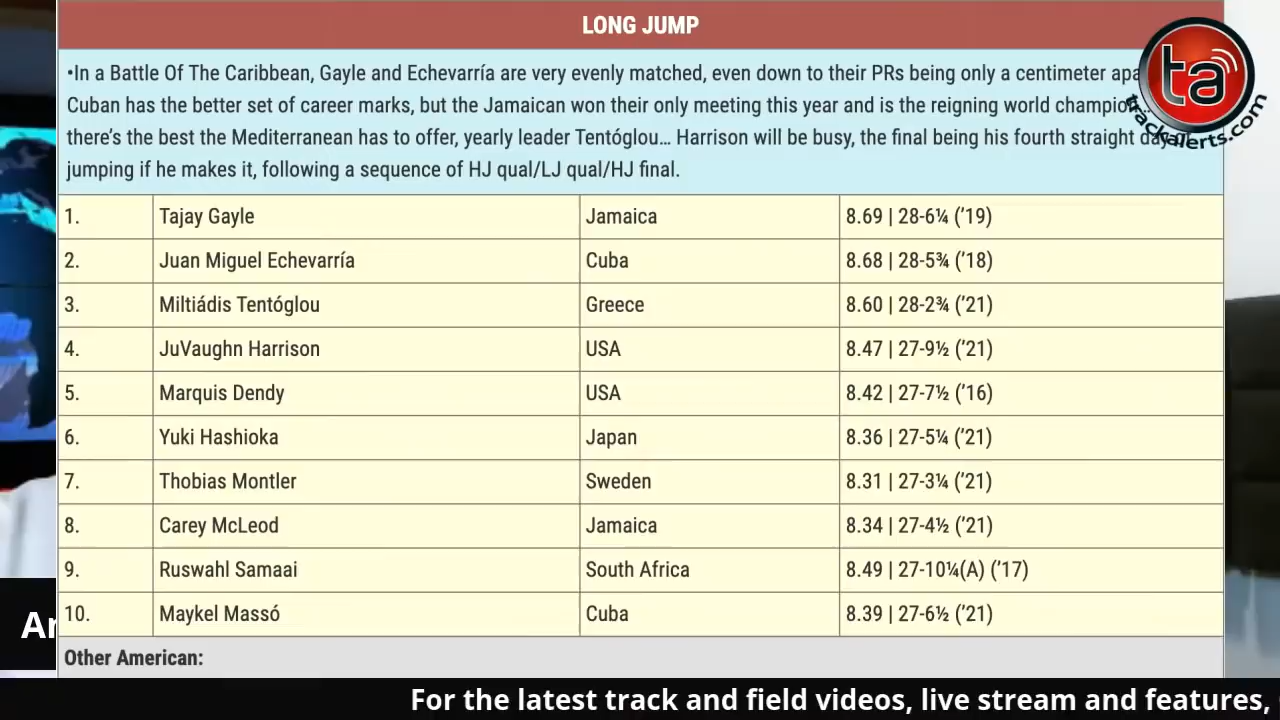 LONG JUMP
•In a Battle Of The Caribbean, Gayle and Echevarría are very evenly matched, even down to their PRs being only a centimeter
Cuban has the better set of career marks, but the Jamaican won their only meeting this year and is the reigning world
there's the best the Mediterranean has to offer, yearly leader Tentóglou… Harrison will be busy, the final being his fourth straight
jumping if he makes it, following a sequence of HJ qual/LJ qual/HJ final.
ta
trackalerts.com
1. Tajay Gayle Jamaica 8.69 | 28-6¼ (’19)
2. Juan Miguel Echevarría Cuba 8.68 | 28-5¾ (’18)
3. Miltiádis Tentóglou Greece 8.60 | 28-2¾ (’21)
4. JuVaughn Harrison USA 8.47 | 27-9½ (’21)
5. Marquis Dendy USA 8.42 | 27-7½ (’16)
6. Yuki Hashioka Japan 8.36 | 27-5¼ (’21)
7. Thobias Montler Sweden 8.31 | 27-3¼ (’21)
8. Carey McLeod Jamaica 8.34 | 27-4½ (’21)
9. Ruswahl Samaai South Africa 8.49 | 27-10¼(A) (’17)
10. Maykel Massó Cuba 8.39 | 27-6½ (’21)
Other American:
For the latest track and field videos, live stream and features,